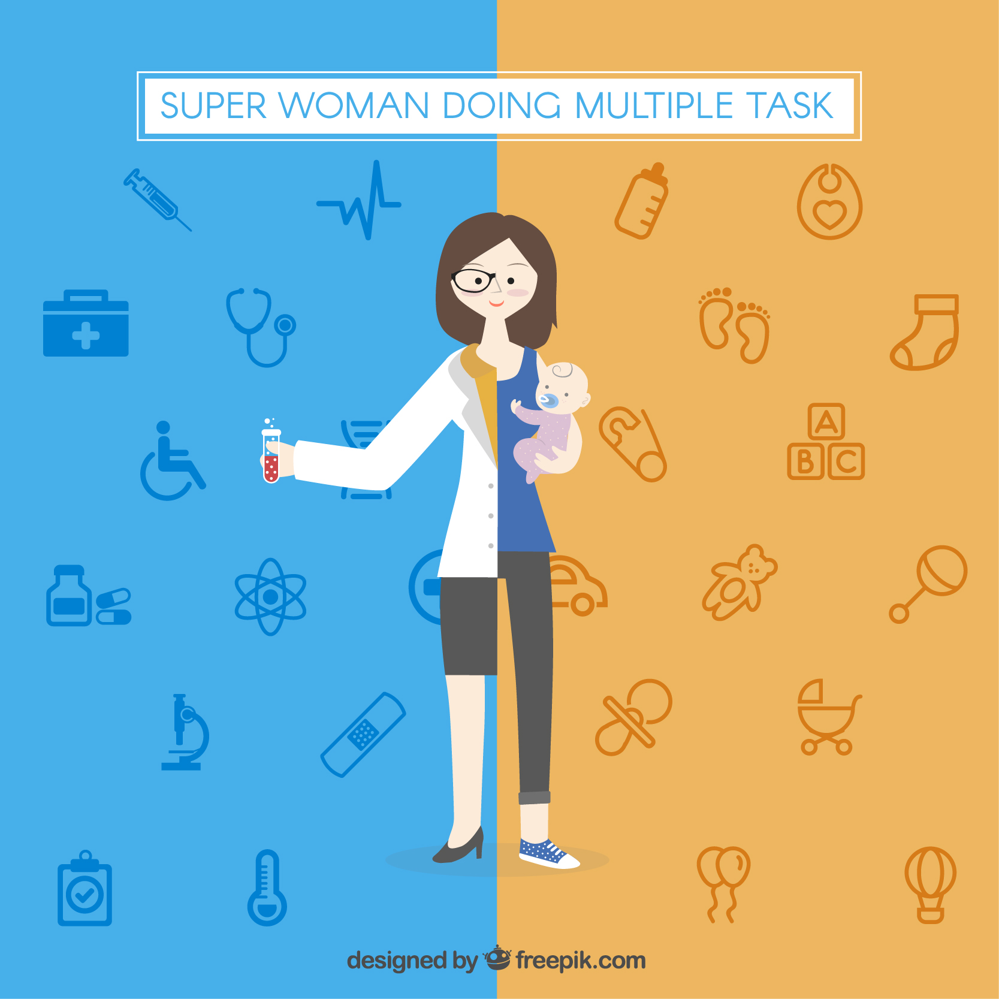 SUPER WOMAN DOING MULTIPLE TASK
A
B C
designed by freepik.com